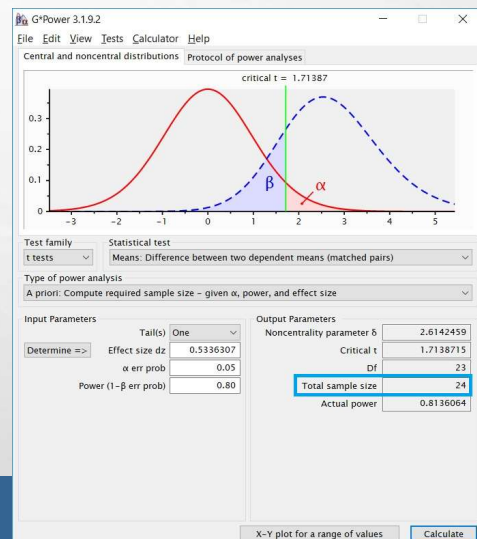 G*Power 3.1.9.2
File Edit View Tests Calculator Help
Central and noncentral distributions Protocol of power analyses
critical t = 1.71387
0.3
0.2
0.1
0
β
α
-3 -2 -1 0 1 2 3 4 5
Test family Statistical test
t tests Means: Difference between two dependent means (matched pairs)
Type of power analysis
A priori: Compute required sample size – given α, power, and effect size
Input Parameters Output Parameters
Tail(s) One Noncentrality parameter δ 2.6142459
Determine => Effect size dz 0.5336307 Critical t 1.7138715
α err prob 0.05 Df 23
Power (1-β err prob) 0.80 Total sample size 24
Actual power 0.8136064
X-Y plot for a range of values Calculate